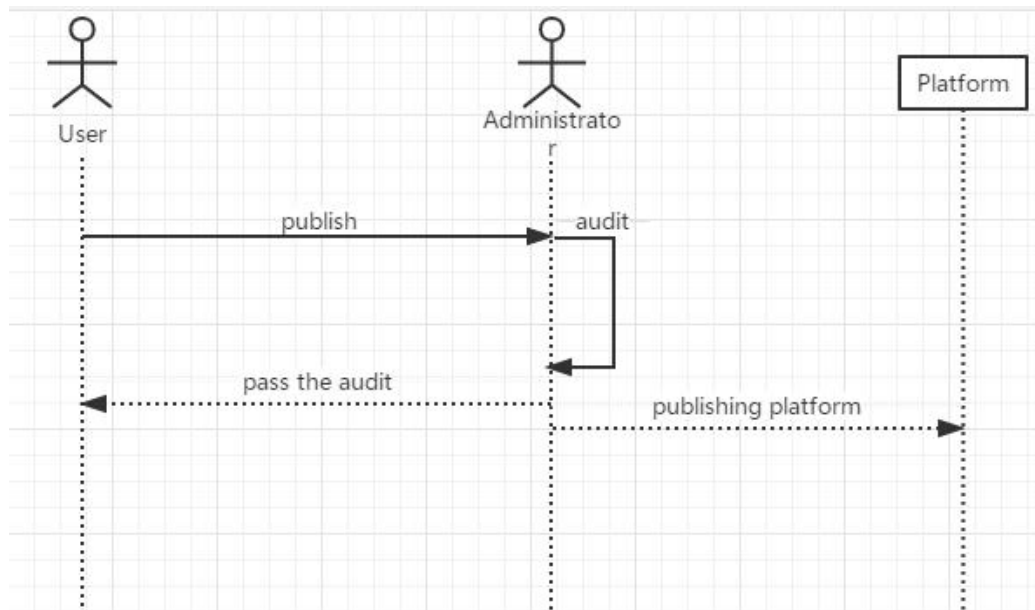 User
Administrato
r
Platform
publish
audit
pass the audit
publishing platform